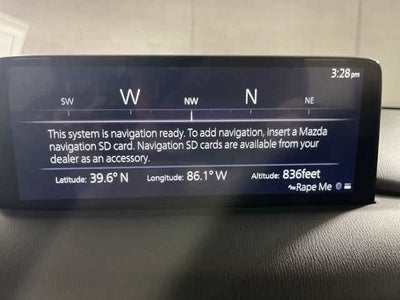 3:28pm
SW W NW N NE
This system is navigation ready. To add navigation, insert a Mazda
navigation SD card. Navigation SD cards are available from your
dealer as an accessory.
Latitude: 39.6° N Longitude: 86.1° W Altitude: 836feet
Rape Me